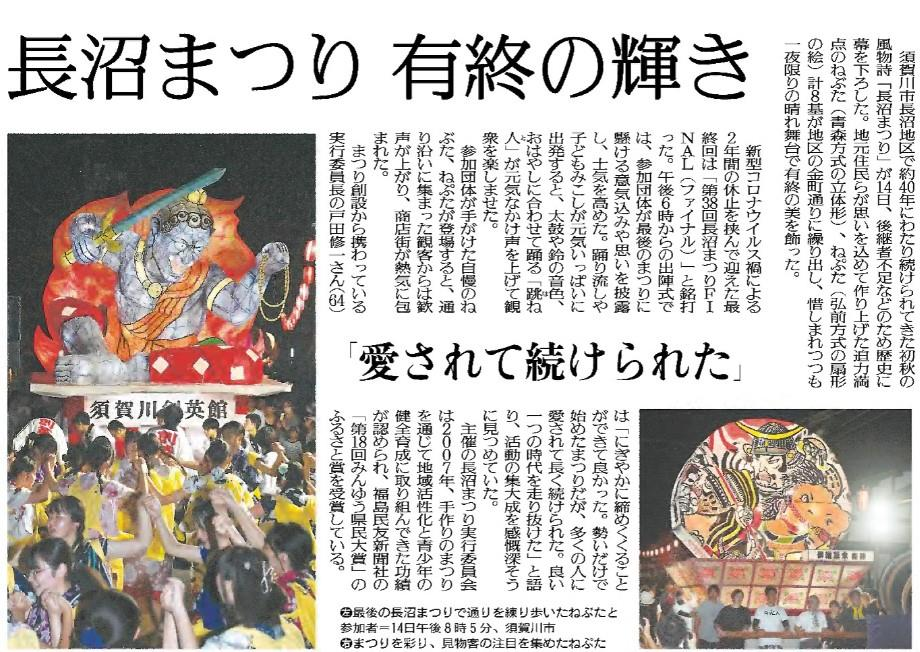 長沼まつり 有終の輝き
須賀川市長沼地区で約40年にわたり続けられてきた初秋の
風物詩「長沼まつり」が14日、後継者不足などのため歴史に
幕を下ろした。地元住民らが思いを込めて作り上げた迫力満
点のねぶた（青森方式の立体形）、ねぷた（弘前方式の扇形
の絵）計8基が地区の金町通りに繰り出し、惜しまれつつも
一夜限りの晴れ舞台で有終の美を飾った。
新型コロナウイルス禍による
2年間の休止を挟んで迎えた最
終回は「第38回長沼まつりFI
NAL（ファイナル）」と銘打
った。午後6時からの出陣式で
は、参加団体が最後のまつりに
懸ける意気込みや思いを披露
し、士気を高めた。踊り流しや
子どもみこしが元気いっぱいに
出発すると、太鼓や鈴の音色、
おはやしに合わせて踊る「跳ね
人」が元気なかけ声を上げて観
衆を楽しませた。
参加団体が手がけた自慢のね
ぶた、ねぷたが登場すると、通
り沿いに集まった観客からは歓
声が上がり、商店街が熱気に包
まれた。
まつり創設から携わっている
実行委員長の戸田修一さん(64)
「愛されて続けられた」
は「にぎやかに締めくくること
ができて良かった。勢いだけで
始めたまつりだが、多くの人に
愛されて長く続けられた。良い
一つの時代を走り抜けた」と語
り、活動の集大成を感慨深そう
に見つめていた。
主催の長沼まつり実行委員会
は2007年、手作りのまつり
を通じて地域活性化と青少年の
健全育成に取り組んできた功績
が認められ、福島民友新聞社の
「第18回みんゆう県民大賞」の
ふるさと賞を受賞している。
須賀川創英館
㊧最後の長沼まつりで通りを練り歩いたねぶたと
参加者＝14日午後8時5分、須賀川市
㊨まつりを彩り、見物客の注目を集めたねぷた